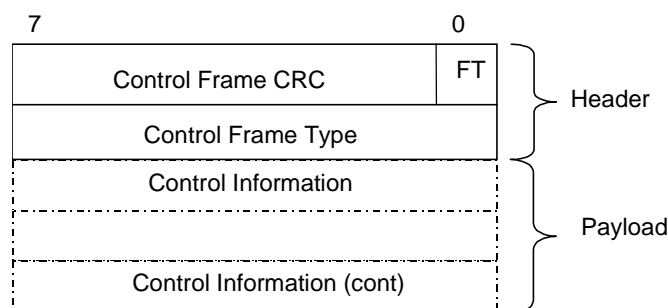 7 0
Control Frame CRC FT
Header
Control Frame Type
Control Information
Payload
Control Information (cont)